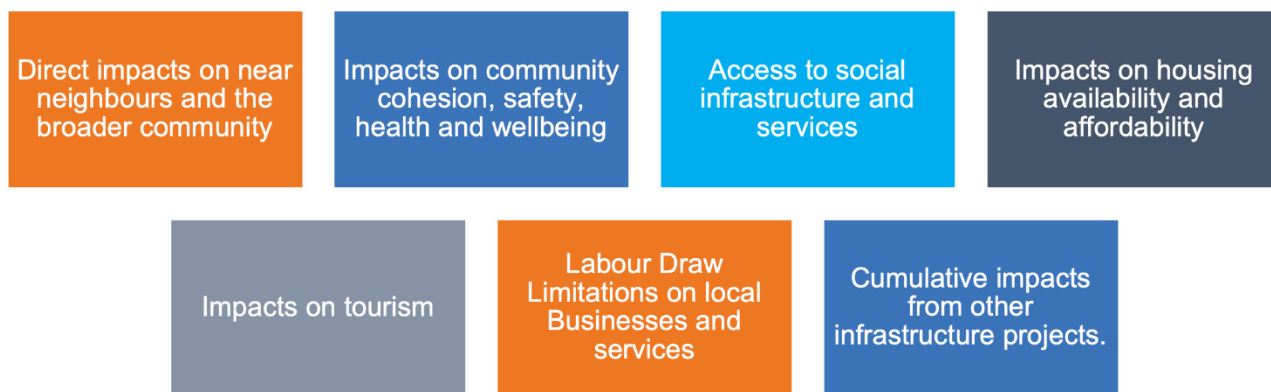 Direct impacts on near
neighbours and the
broader community
Impacts on community
cohesion, safety,
health and wellbeing
Access to social
infrastructure and
services
Impacts on housing
availability and
affordability
Impacts on tourism
Labour Draw
Limitations on local
Businesses and
services
Cumulative impacts
from other
infrastructure projects.